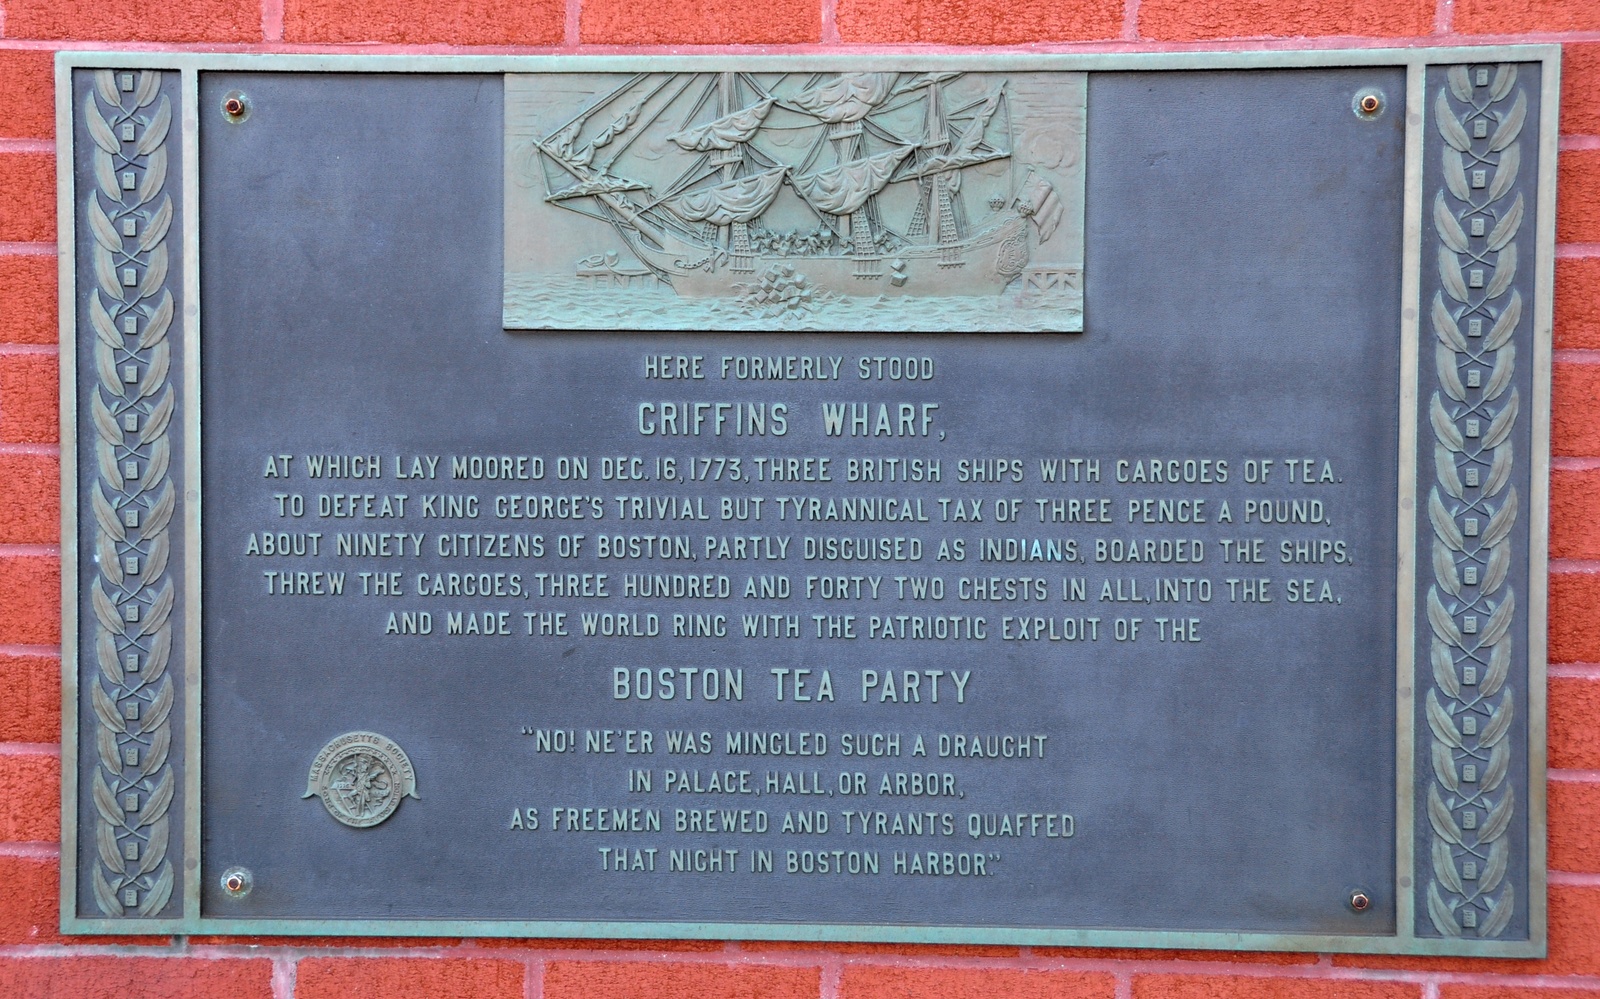 HERE FORMERLY STOOD
GRIFFINS WHARF,
AT WHICH LAY MOORED ON DEC. 16, 1773, THREE BRITISH SHIPS WITH CARGOES OF TEA.
TO DEFEAT KING GEORGE'S TRIVIAL BUT TYRANNICAL TAX OF THREE PENCE A POUND,
ABOUT NINETY CITIZENS OF BOSTON, PARTLY DISGUISED AS INDIANS, BOARDED THE SHIPS,
THREW THE CARGOES, THREE HUNDRED AND FORTY TWO CHESTS IN ALL, INTO THE SEA,
AND MADE THE WORLD RING WITH THE PATRIOTIC EXPLOIT OF THE
BOSTON TEA PARTY
"NO! NE'ER WAS MINGLED SUCH A DRAUGHT
IN PALACE, HALL, OR ARBOR,
AS FREEMEN BREWED AND TYRANTS QUAFFED
THAT NIGHT IN BOSTON HARBOR."
MASSACHUSETTS SOCIETY